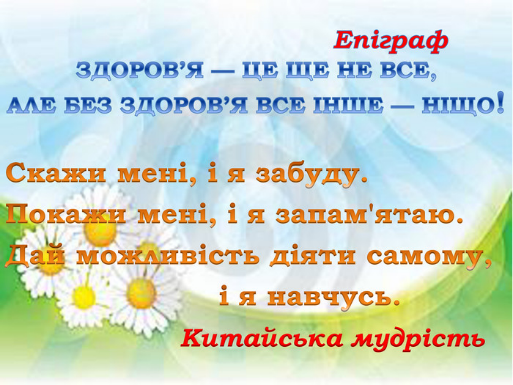 Епіграф
ЗДОРОВ’Я — ЦЕ ЩЕ НЕ ВСЕ,
АЛЕ БЕЗ ЗДОРОВ’Я ВСЕ ІНШЕ — НІЩО!
Скажи мені, і я забуду.
Покажи мені, і я запам'ятаю.
Дай можливість діяти самому,
і я навчусь.
Китайська мудрість